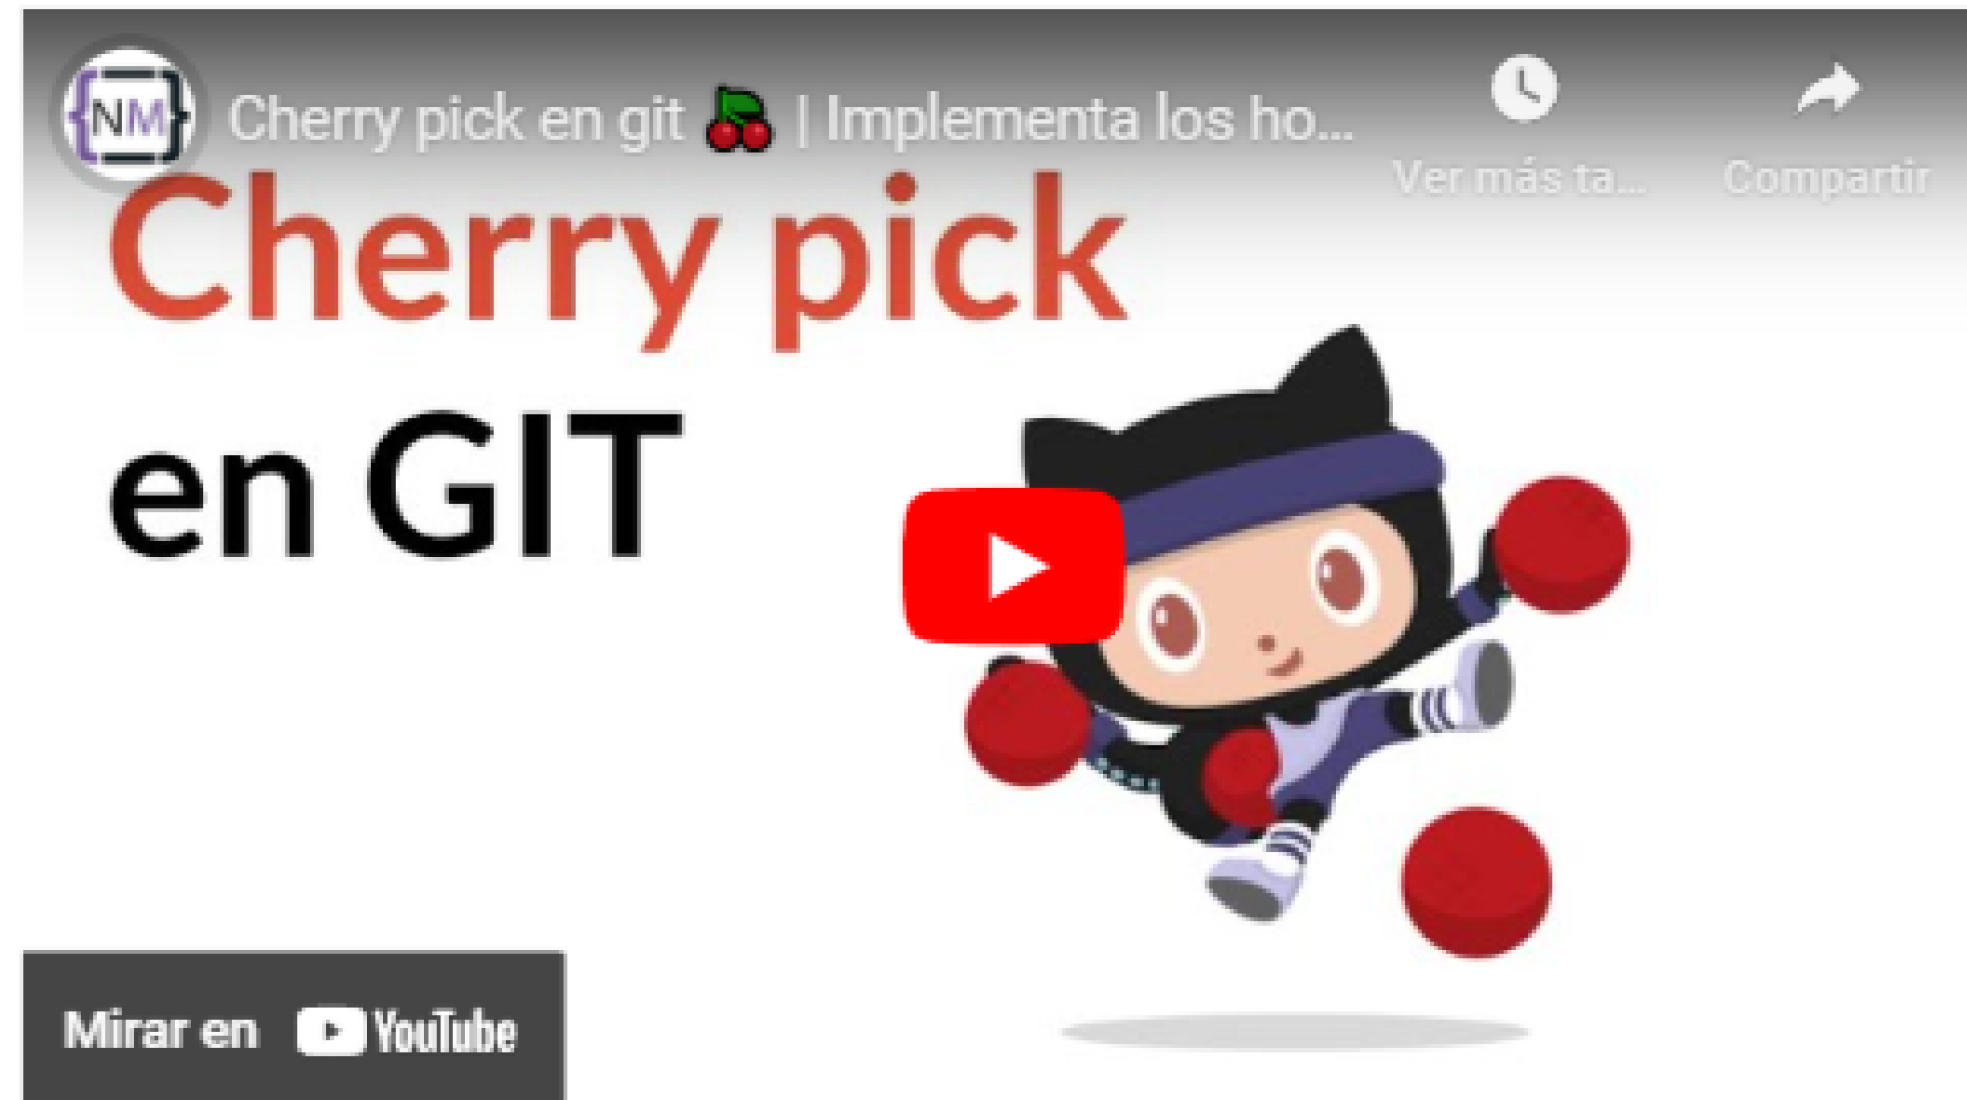 {NM}
Cherry pick en git 🍒 | Implementa los ho...
Ver más ta...
Compartir
Cherry pick
en GIT
Mirar en YouTube